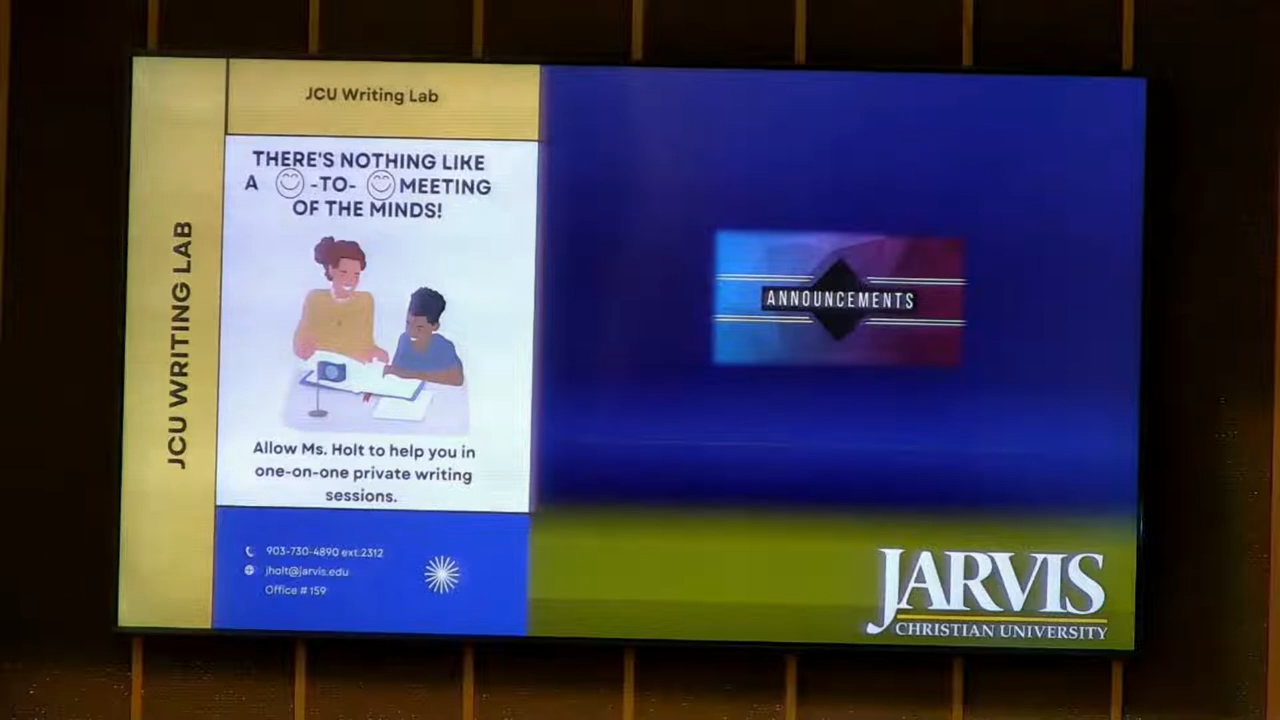 JCU WRITING LAB
JCU Writing Lab
THERE'S NOTHING LIKE
A -TO- MEETING
OF THE MINDS!
Allow Ms. Holt to help you in
one-on-one private writing
sessions.
903-730-4890 ext.2312
jholt@jarvis.edu
Office # 159
ANNOUNCEMENTS
JARVIS
CHRISTIAN UNIVERSITY